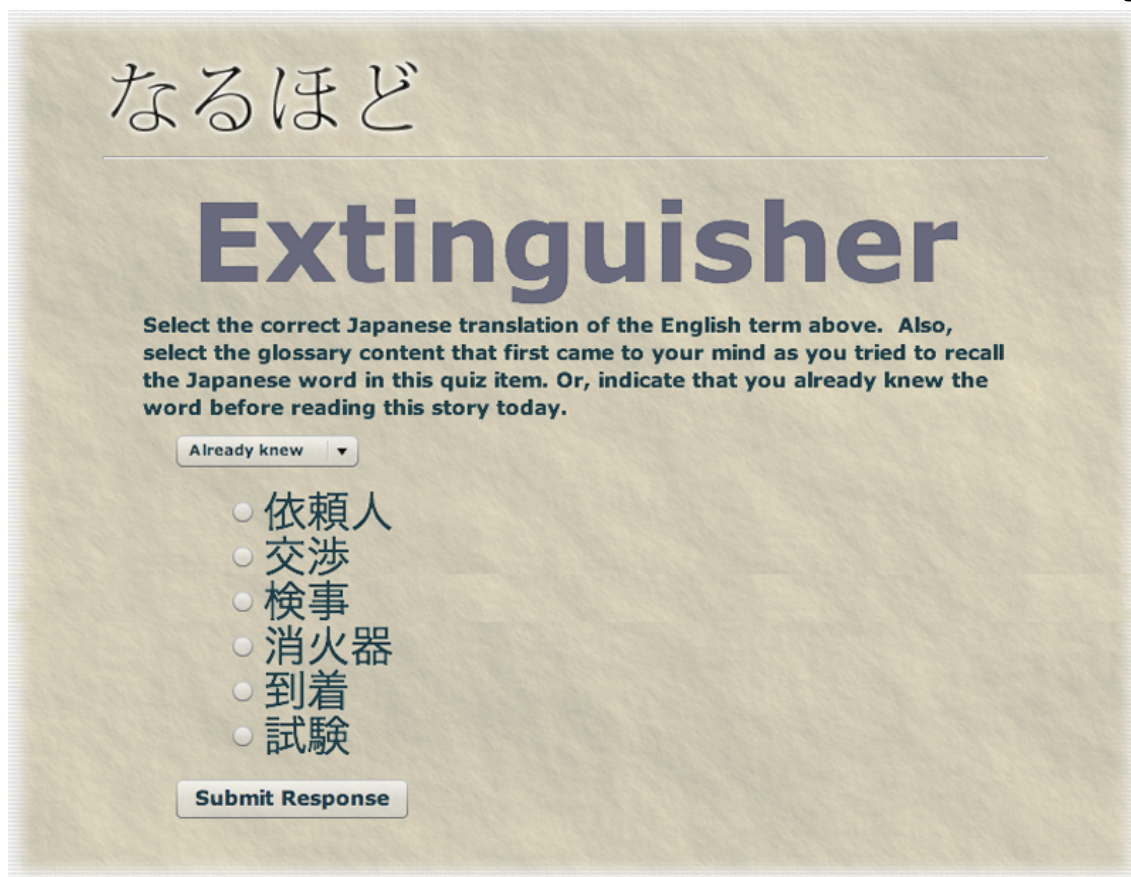 なるほど
Extinguisher
Select the correct Japanese translation of the English term above. Also,
select the glossary content that first came to your mind as you tried to recall
the Japanese word in this quiz item. Or, indicate that you already knew the
word before reading this story today.
Already knew
依頼人
交渉
検事
消火器
到着
試験
Submit Response